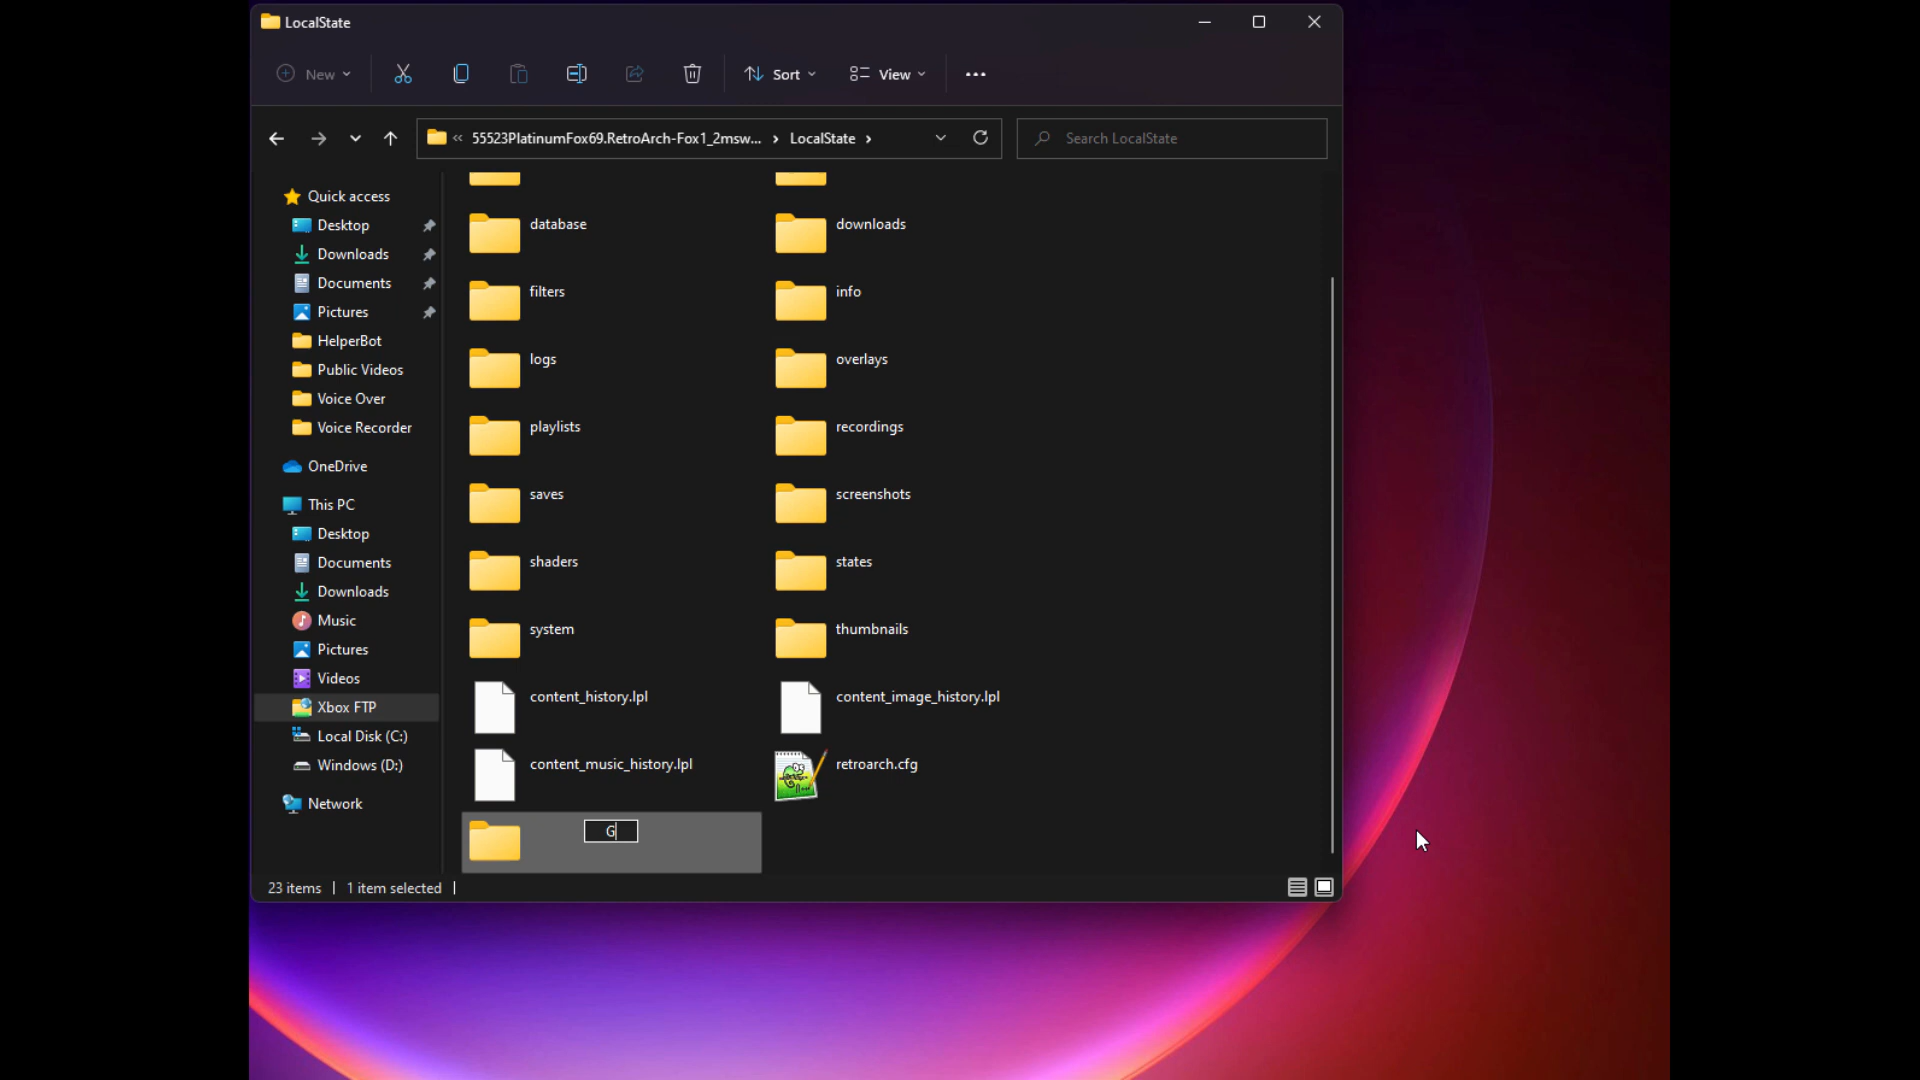 LocalState
New
Sort
View
« 55523PlatinumFox69.RetroArch-Fox1_2msw... › LocalState ›
Search LocalState
Quick access
Desktop
Downloads
Documents
Pictures
HelperBot
Public Videos
Voice Over
Voice Recorder
OneDrive
This PC
Desktop
Documents
Downloads
Music
Pictures
Videos
Xbox FTP
Local Disk (C:)
Windows (D:)
Network
database
downloads
filters
info
logs
overlays
playlists
recordings
saves
screenshots
shaders
states
system
thumbnails
content_history.lpl
content_image_history.lpl
content_music_history.lpl
retroarch.cfg
G
23 items | 1 item selected |